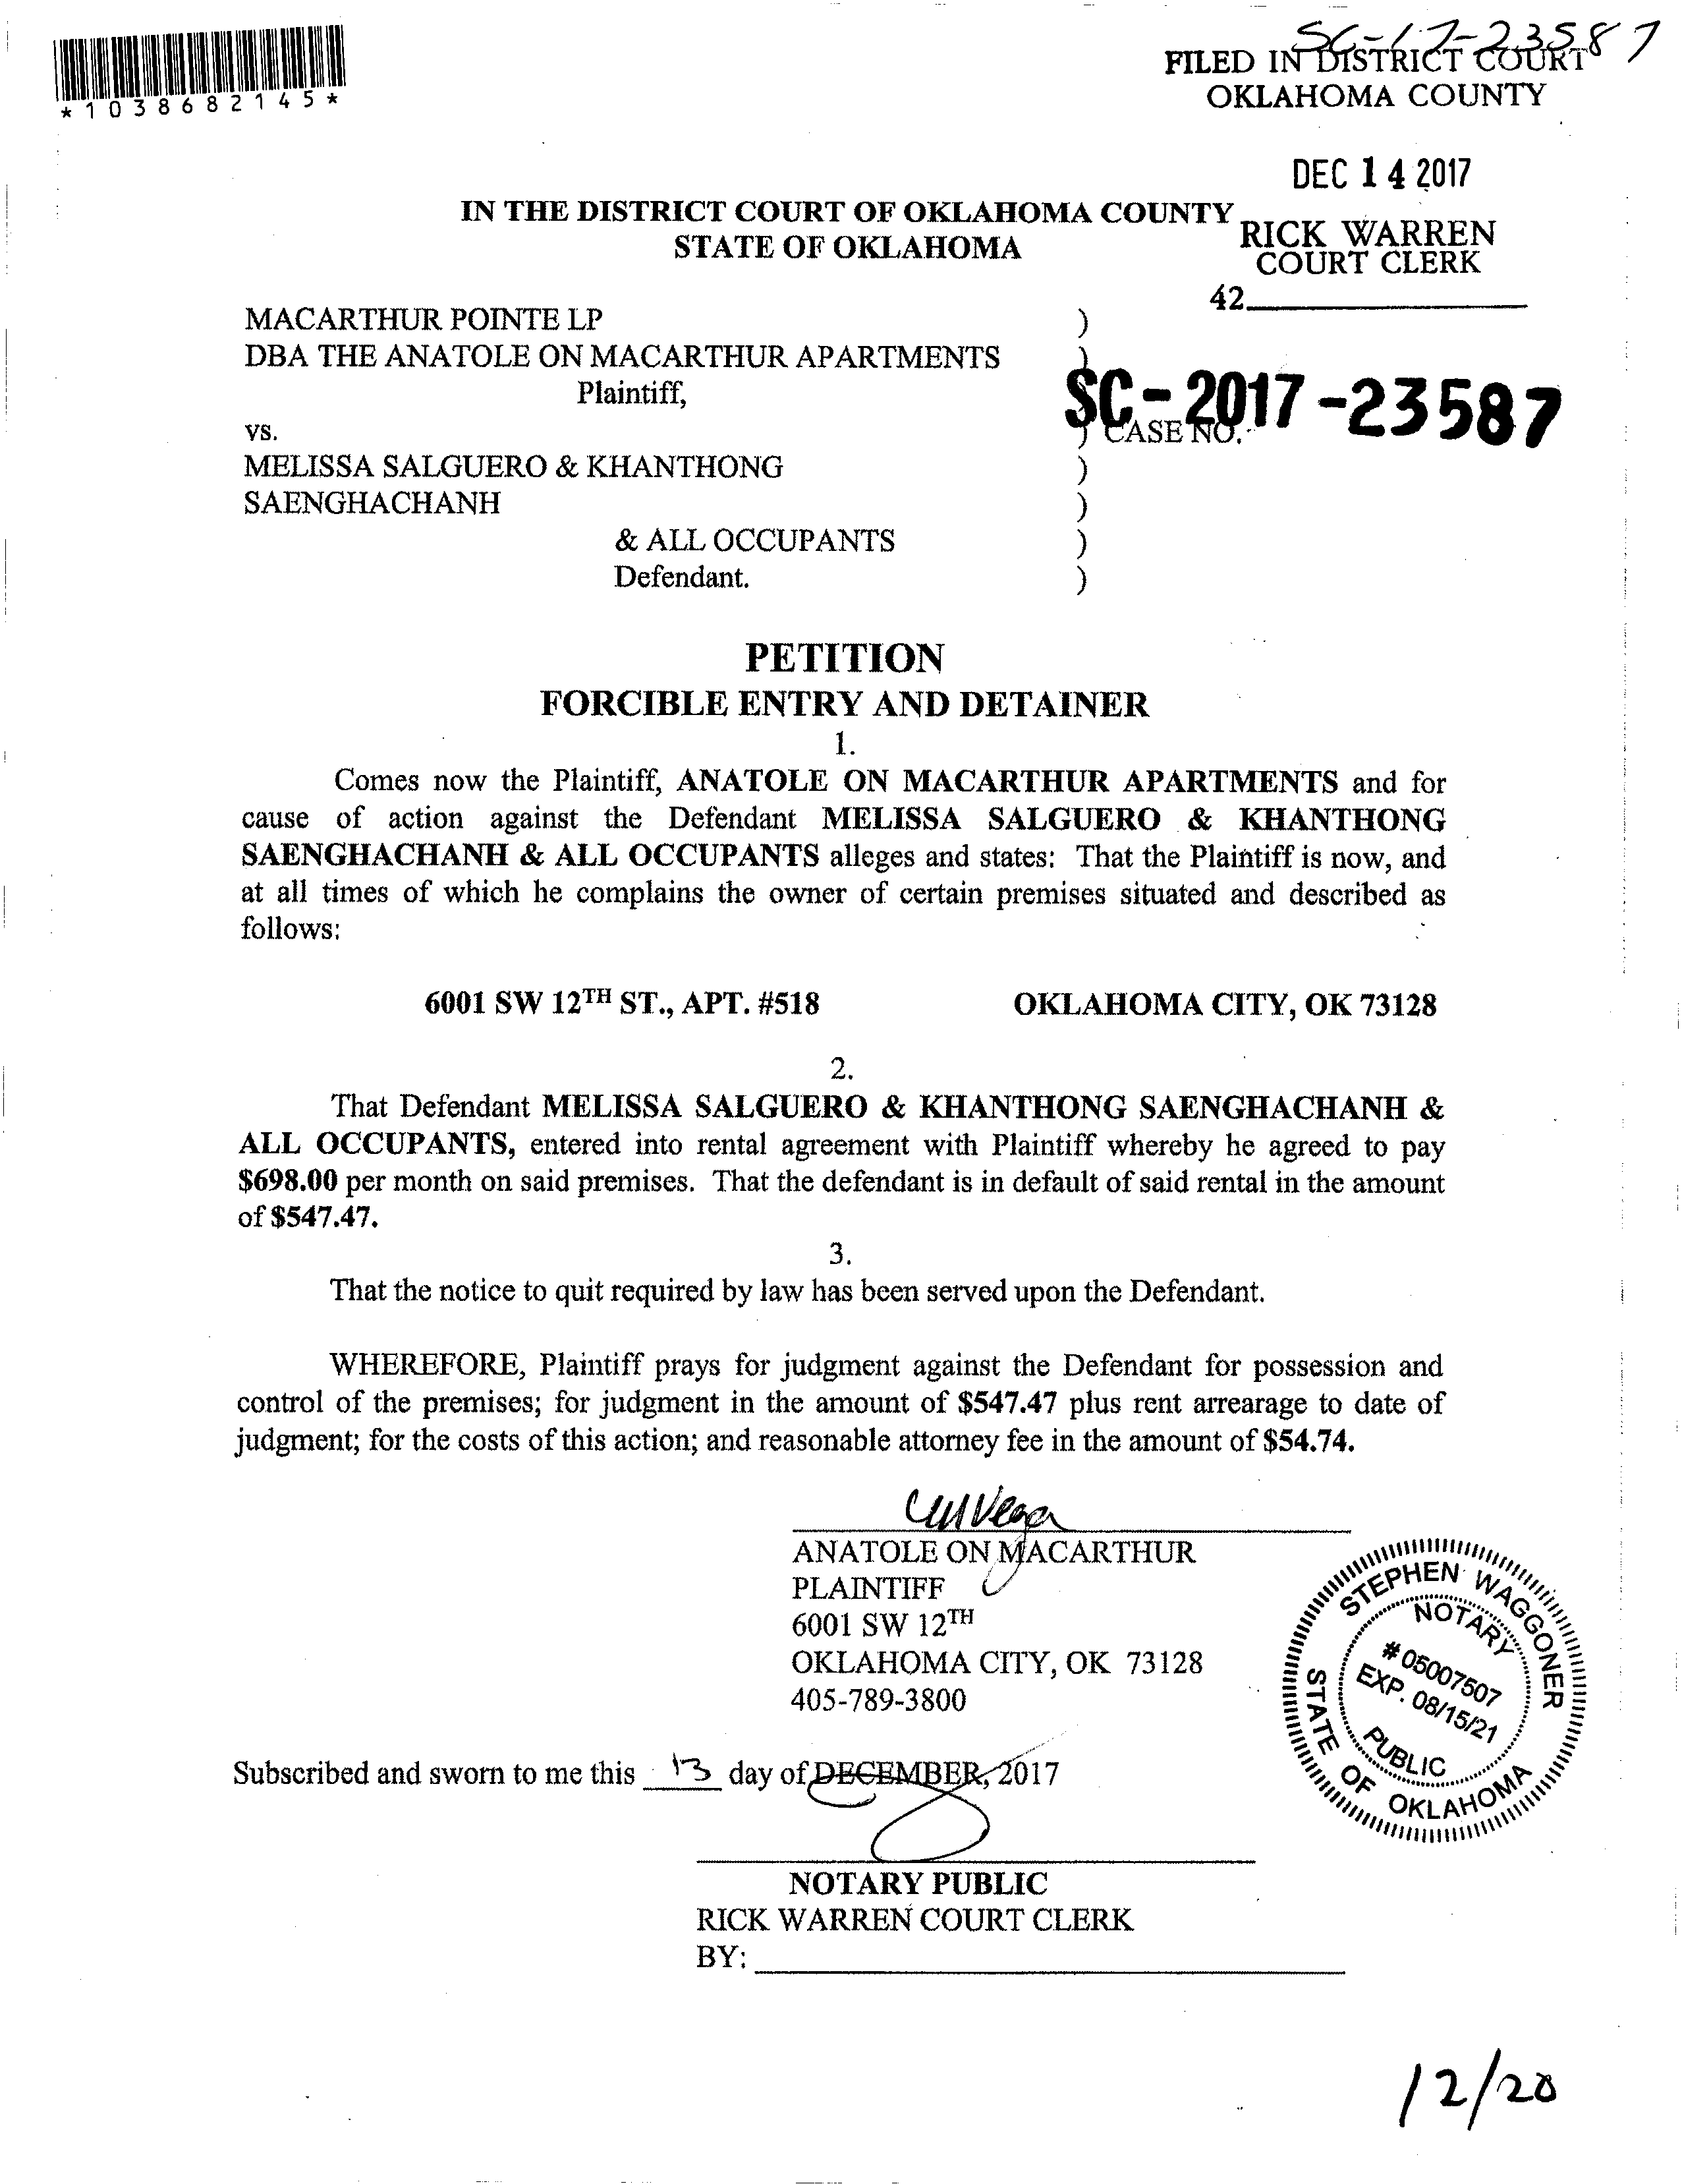 SC-17-23587
*1038682145*
FILED IN DISTRICT COURT
OKLAHOMA COUNTY
DEC 14 2017
IN THE DISTRICT COURT OF OKLAHOMA COUNTY
STATE OF OKLAHOMA
RICK WARREN
COURT CLERK
42
MACARTHUR POINTE LP )
DBA THE ANATOLE ON MACARTHUR APARTMENTS )
Plaintiff,
SC-2017-23587
vs. ) CASE NO.
MELISSA SALGUERO & KHANTHONG )
SAENGHACHANH )
& ALL OCCUPANTS )
Defendant. )
PETITION
FORCIBLE ENTRY AND DETAINER
1.
Comes now the Plaintiff, ANATOLE ON MACARTHUR APARTMENTS and for
cause of action against the Defendant MELISSA SALGUERO & KHANTHONG
SAENGHACHANH & ALL OCCUPANTS alleges and states: That the Plaintiff is now, and
at all times of which he complains the owner of certain premises situated and described as
follows:
6001 SW 12TH ST., APT. #518 OKLAHOMA CITY, OK 73128
2.
That Defendant MELISSA SALGUERO & KHANTHONG SAENGHACHANH &
ALL OCCUPANTS, entered into rental agreement with Plaintiff whereby he agreed to pay
$698.00 per month on said premises. That the defendant is in default of said rental in the amount
of $547.47.
3.
That the notice to quit required by law has been served upon the Defendant.
WHEREFORE, Plaintiff prays for judgment against the Defendant for possession and
control of the premises; for judgment in the amount of $547.47 plus rent arrearage to date of
judgment; for the costs of this action; and reasonable attorney fee in the amount of $54.74.
ANATOLE ON MACARTHUR
PLAINTIFF
6001 SW 12TH
OKLAHOMA CITY, OK 73128
405-789-3800
STEPHEN WAGGONER
NOTARY
# 05007507
EXP. 08/15/21
PUBLIC
STATE OF OKLAHOMA
Subscribed and sworn to me this 13 day of DECEMBER, 2017
NOTARY PUBLIC
RICK WARREN COURT CLERK
BY:
12/20